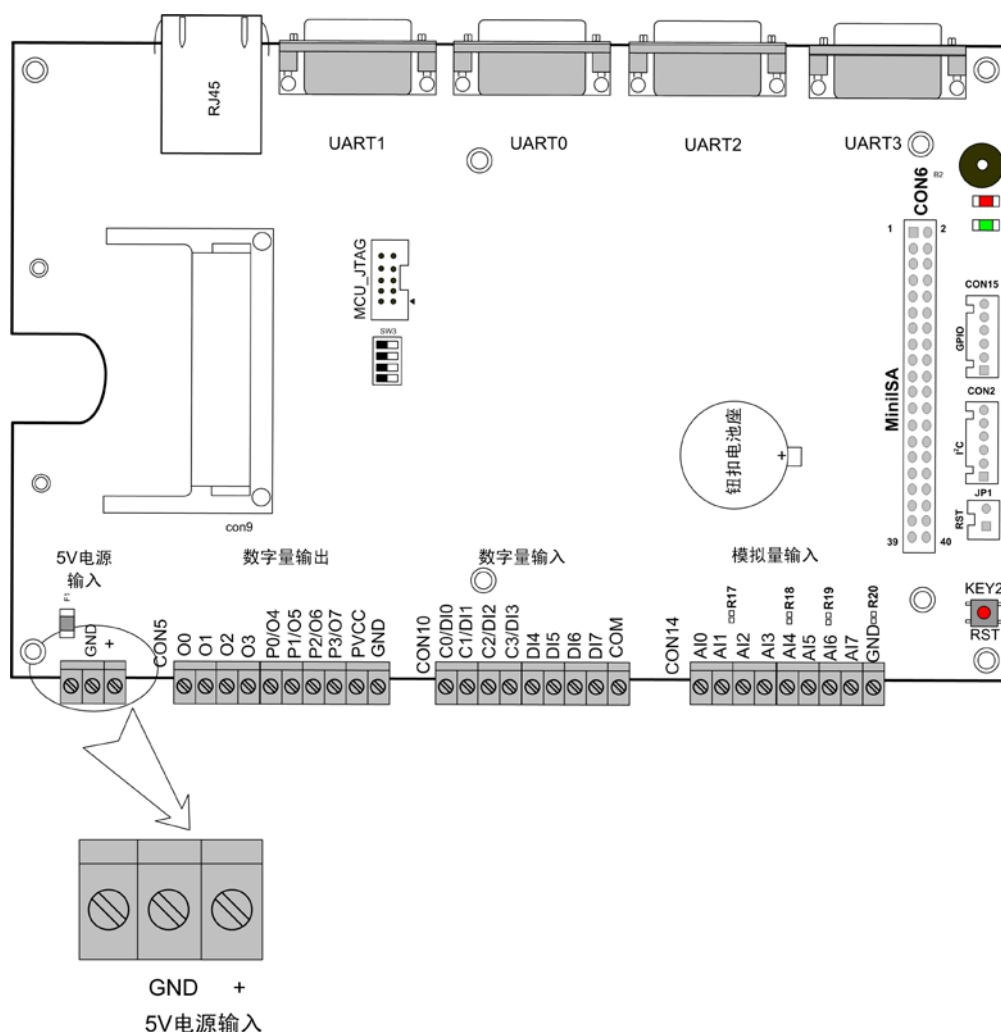 RJ45
UART1
UART0
UART2
UART3
CON6
B2
1
2
MCU_JTAG
SW3
CON15
GPIO
CON2
I²C
MiniISA
钮扣电池座
+
JP1
RST
39
40
con9
5V电源
输入
数字量输出
数字量输入
模拟量输入
KEY2
RST
F1
GND
+
CON5
O0
O1
O2
O3
P0/O4
P1/O5
P2/O6
P3/O7
PVCC
GND
CON10
C0/DI0
C1/DI1
C2/DI2
C3/DI3
DI4
DI5
DI6
DI7
COM
CON14
AI0
AI1
R17
AI2
AI3
AI4
R18
AI5
AI6
R19
AI7
GND
R20
GND +
5V电源输入